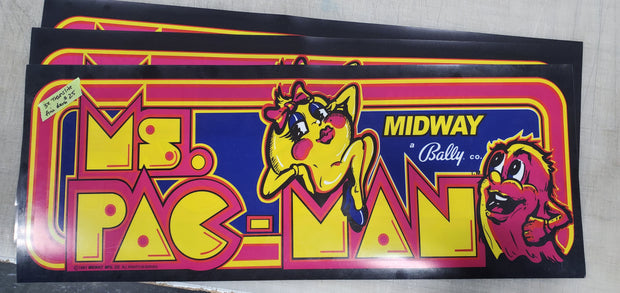 MS.
PAC-MAN
MIDWAY
a Bally. co.